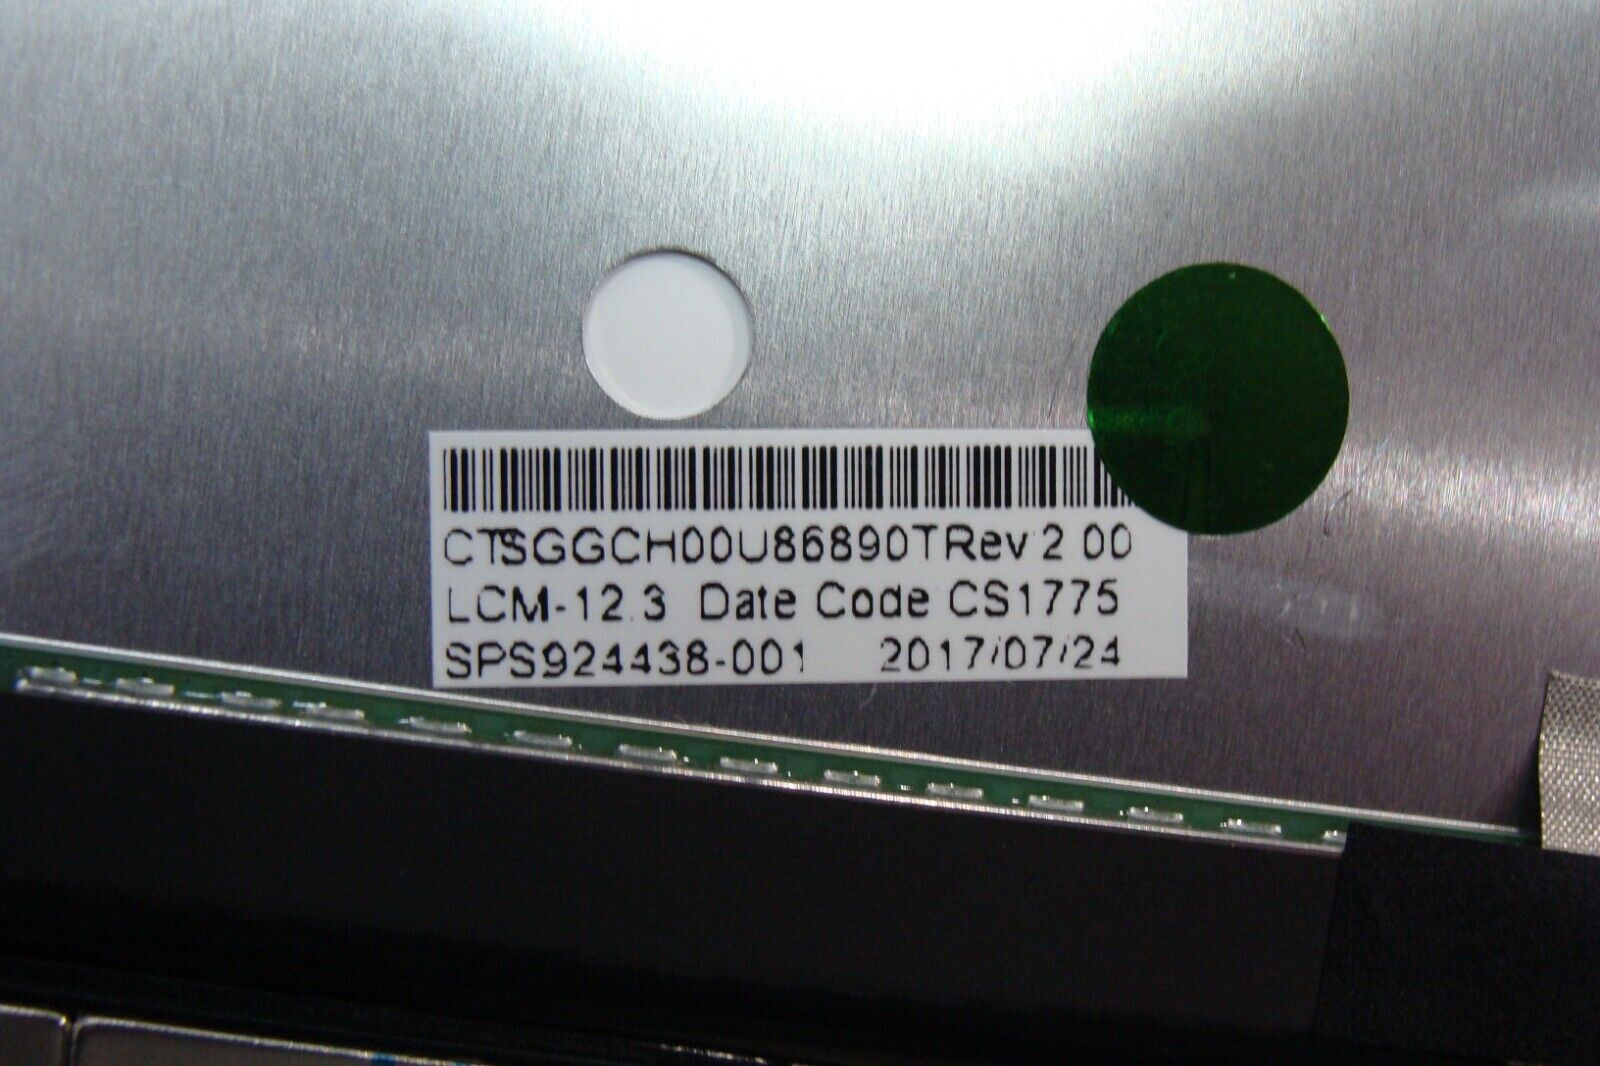 CTSGGCH00U86890TRev 2 00
LCM-12.3 Date Code CS1775
SPS924438-001 2017/07/24